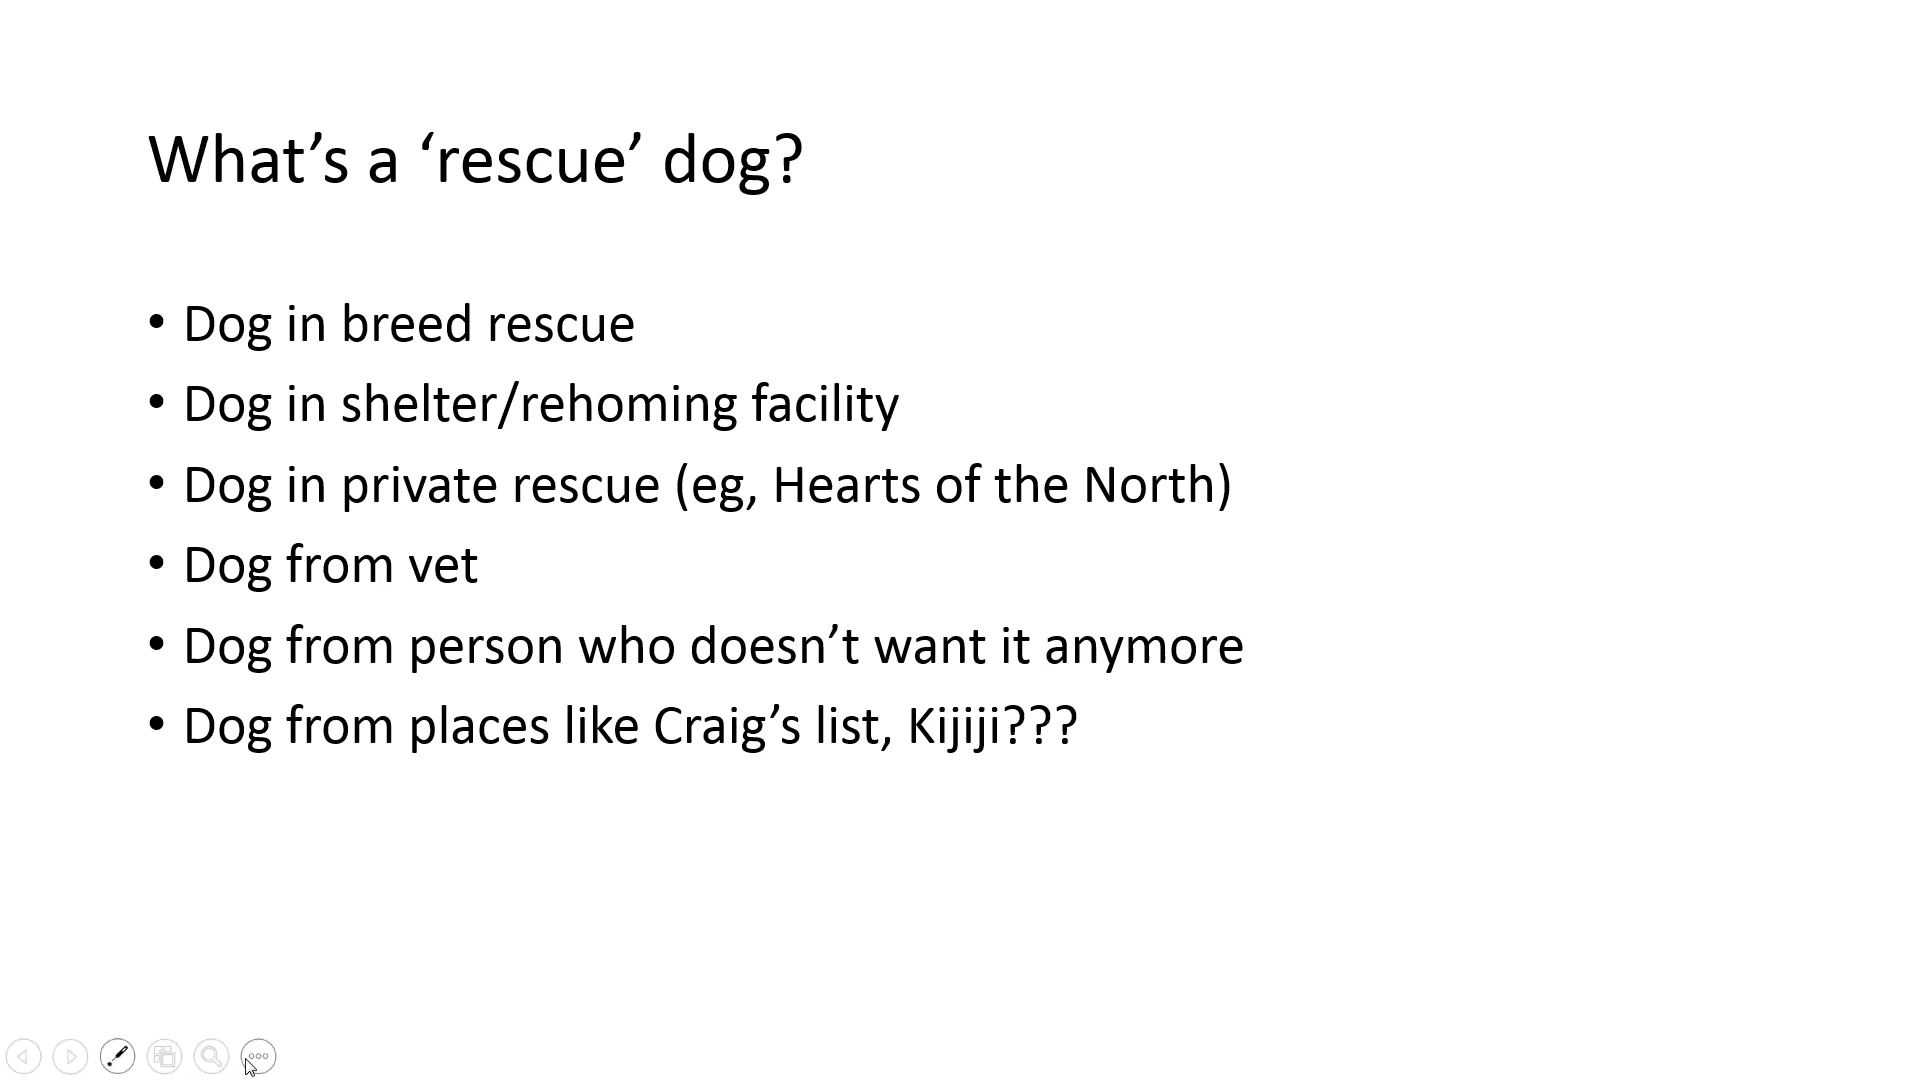 What’s a ‘rescue’ dog?
• Dog in breed rescue
• Dog in shelter/rehoming facility
• Dog in private rescue (eg, Hearts of the North)
• Dog from vet
• Dog from person who doesn’t want it anymore
• Dog from places like Craig’s list, Kijiji???